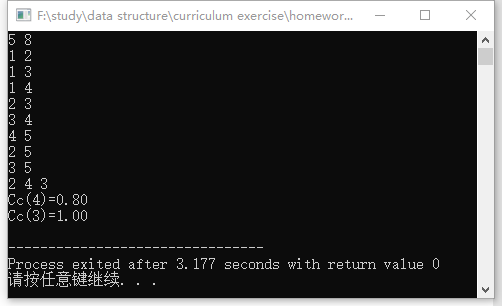 F:\study\data structure\curriculum exercise\homewor...
5 8
1 2
1 3
1 4
2 3
3 4
4 5
2 5
3 5
2 4 3
Cc(4)=0.80
Cc(3)=1.00
--------------------------------
Process exited after 3.177 seconds with return value 0
请按任意键继续. . .